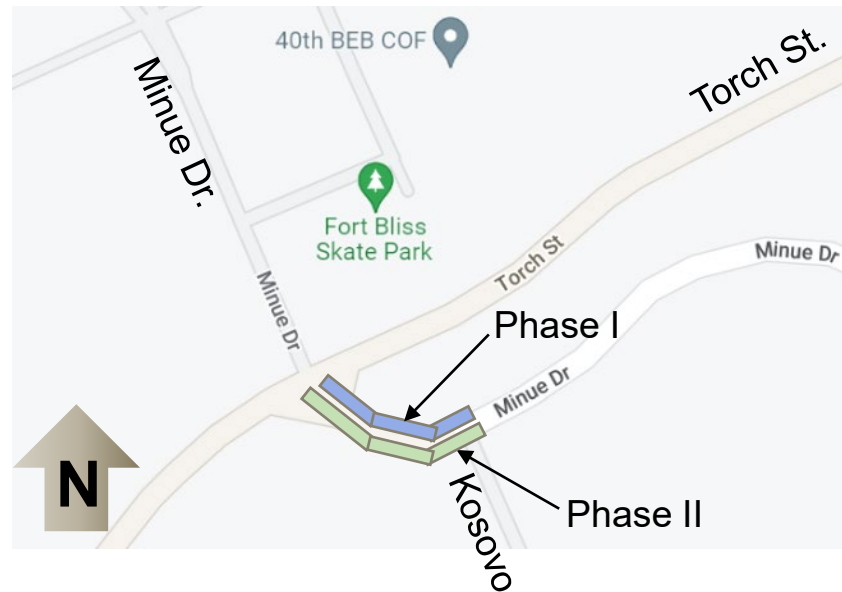 40th BEB COF
Torch St.
Minue Dr.
Fort Bliss
Skate Park
Torch St
Minue Dr
Minue Dr
Phase I
Minue Dr
N
Kosovo
Phase II